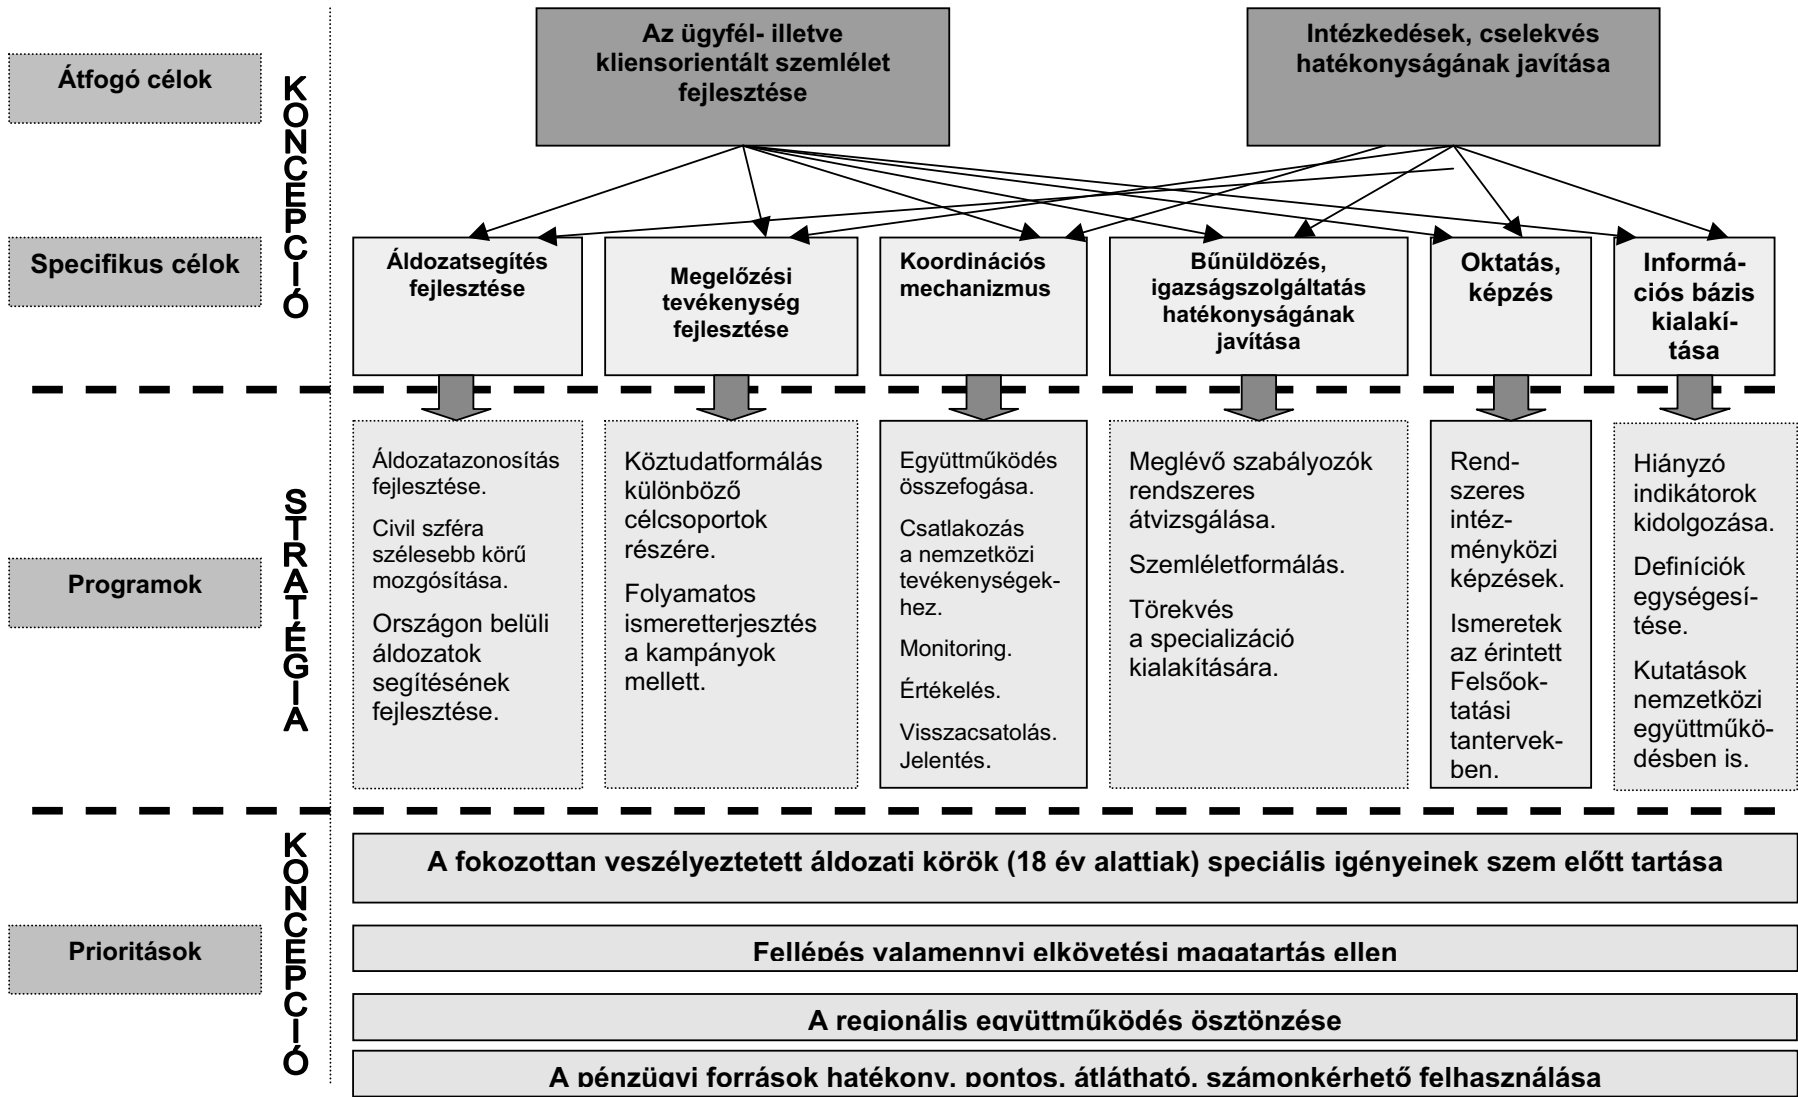 Átfogó célok
KONCEPCIÓ
Az ügyfél- illetve
kliensorientált szemlélet
fejlesztése
Intézkedések, cselekvés
hatékonyságának javítása
Specifikus célok
Áldozatsegítés
fejlesztése
Megelőzési
tevékenység
fejlesztése
Koordinációs
mechanizmus
Bűnüldözés,
igazságszolgáltatás
hatékonyságának
javítása
Oktatás,
képzés
Informá-
ciós bázis
kialakí-
tása
Programok
STRATÉGIA
Áldozatazonosítás
fejlesztése.
Civil szféra
szélesebb körű
mozgósítása.
Országon belüli
áldozatok
segítésének
fejlesztése.
Köztudatformálás
különböző
célcsoportok
részére.
Folyamatos
ismeretterjesztés
a kampányok
mellett.
Együttműködés
összefogása.
Csatlakozás
a nemzetközi
tevékenységek-
hez.
Monitoring.
Értékelés.
Visszacsatolás.
Jelentés.
Meglévő szabályozók
rendszeres
átvizsgálása.
Szemléletformálás.
Törekvés
a specializáció
kialakítására.
Rend-
szeres
intéz-
ményközi
képzések.
Ismeretek
az érintett
Felsőok-
tatási
tantervek-
ben.
Hiányzó
indikátorok
kidolgozása.
Definíciók
egységesí-
tése.
Kutatások
nemzetközi
együttműkö-
désben is.
Prioritások
KONCEPCIÓ
A fokozottan veszélyeztetett áldozati körök (18 év alattiak) speciális igényeinek szem előtt tartása
Fellépés valamennyi elkövetési magatartás ellen
A regionális együttműködés ösztönzése
A pénzügyi források hatékony, pontos, átlátható, számonkérhető felhasználása